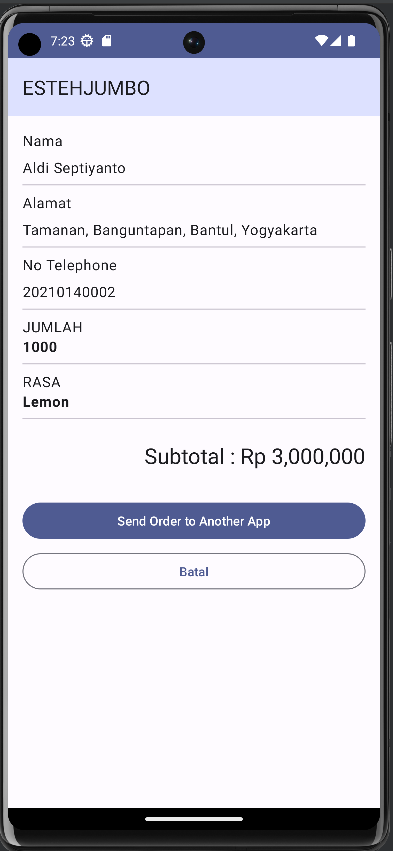 7:23
ESTEHJUMBO
Nama
Aldi Septiyanto
Alamat
Tamanan, Banguntapan, Bantul, Yogyakarta
No Telephone
20210140002
JUMLAH
1000
RASA
Lemon
Subtotal : Rp 3,000,000
Send Order to Another App
Batal